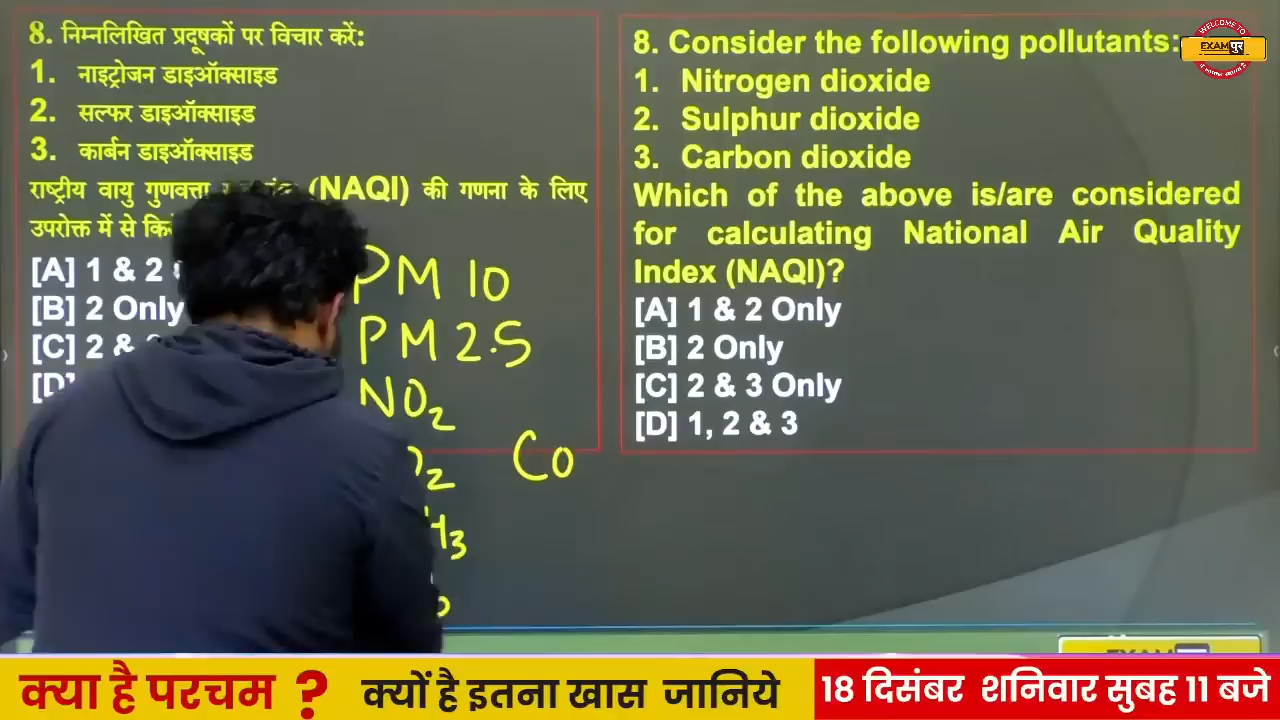 8. निम्नलिखित प्रदूषकों पर विचार करें:
1. नाइट्रोजन डाइऑक्साइड
2. सल्फर डाइऑक्साइड
3. कार्बन डाइऑक्साइड
राष्ट्रीय वायु गुणवत्ता (NAQI) की गणना के लिए
उपरोक्त में से
[A] 1 & 2
[B] 2 Only
[C] 2 &
[D]
PM 10
PM 2.5
NO2
CO
8. Consider the following pollutants:
1. Nitrogen dioxide
2. Sulphur dioxide
3. Carbon dioxide
Which of the above is/are considered
for calculating National Air Quality
Index (NAQI)?
[A] 1 & 2 Only
[B] 2 Only
[C] 2 & 3 Only
[D] 1, 2 & 3
WELCOME TO
EXAMपुर
क्या है परचम ?
क्यों है इतना खास जानिये
18 दिसंबर शनिवार सुबह 11 बजे